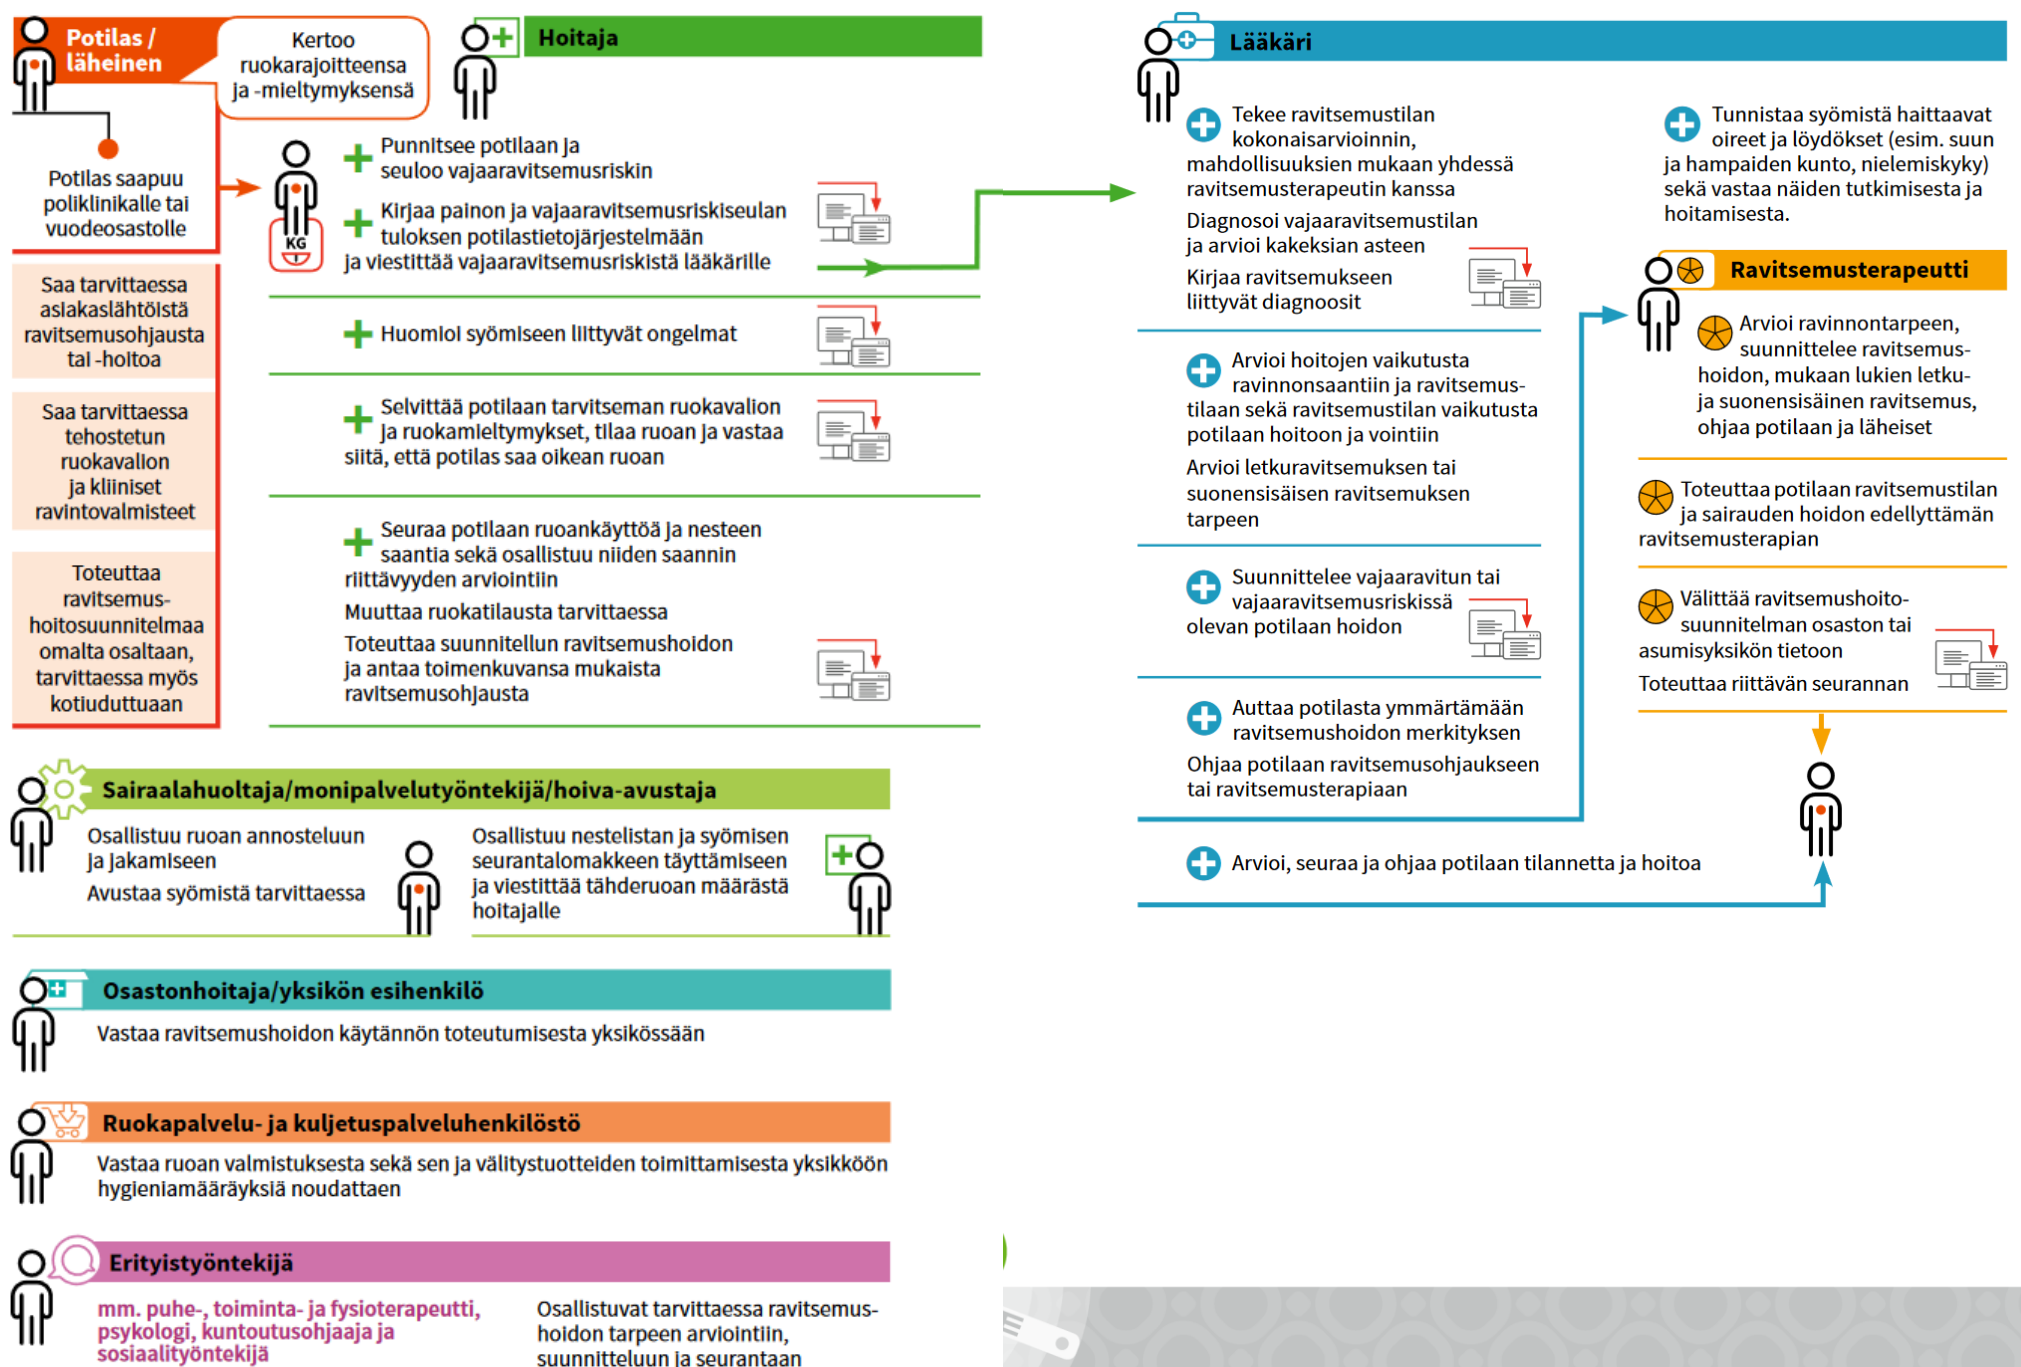 Potilas /
läheinen
Kertoo
ruokarajoitteensa
ja -mieltymyksensä
Potilas saapuu
poliklinikalle tai
vuodeosastolle
Saa tarvittaessa
asiakaslähtöistä
ravitsemusohjausta
tai -hoitoa
Saa tarvittaessa
tehostetun
ruokavalion
ja kliiniset
ravintovalmisteet
Toteuttaa
ravitsemus-
hoitosuunnitelmaa
omalta osaltaan,
tarvittaessa myös
kotiuduttuaan
Hoitaja
KG
Punnitsee potilaan ja
seuloo vajaaravitsemusriskin
Kirjaa painon ja vajaaravitsemusriskiseulan
tuloksen potilastietojärjestelmään
ja viestittää vajaaravitsemusriskistä lääkärille
Huomioi syömiseen liittyvät ongelmat
Selvittää potilaan tarvitseman ruokavalion
ja ruokamieltymykset, tilaa ruoan ja vastaa
siitä, että potilas saa oikean ruoan
Seuraa potilaan ruoankäyttöä ja nesteen
saantia sekä osallistuu niiden saannin
riittävyyden arviointiin
Muuttaa ruokatilausta tarvittaessa
Toteuttaa suunnitellun ravitsemushoidon
ja antaa toimenkuvansa mukaista
ravitsemusohjausta
Sairaalahuoltaja/monipalvelutyöntekijä/hoiva-avustaja
Osallistuu ruoan annosteluun
ja jakamiseen
Avustaa syömistä tarvittaessa
Osallistuu nestelistan ja syömisen
seurantalomakkeen täyttämiseen
ja viestittää tähderuoan määrästä
hoitajalle
Osastonhoitaja/yksikön esihenkilö
Vastaa ravitsemushoidon käytännön toteutumisesta yksikössään
Ruokapalvelu- ja kuljetuspalveluhenkilöstö
Vastaa ruoan valmistuksesta sekä sen ja välitystuotteiden toimittamisesta yksikköön
hygieniamääräyksiä noudattaen
Erityistyöntekijä
mm. puhe-, toiminta- ja fysioterapeutti,
psykologi, kuntoutusohjaaja ja
sosiaalityöntekijä
Osallistuvat tarvittaessa ravitsemus-
hoidon tarpeen arviointiin,
suunnitteluun ja seurantaan
Lääkäri
Tekee ravitsemustilan
kokonaisarvioinnin,
mahdollisuuksien mukaan yhdessä
ravitsemusterapeutin kanssa
Diagnosoi vajaaravitsemustilan
ja arvioi kakeksian asteen
Kirjaa ravitsemukseen
liittyvät diagnoosit
Arvioi hoitojen vaikutusta
ravinnonsaantiin ja ravitsemus-
tilaan sekä ravitsemustilan vaikutusta
potilaan hoitoon ja vointiin
Arvioi letkuravitsemuksen tai
suonensisäisen ravitsemuksen
tarpeen
Suunnittelee vajaaravitun tai
vajaaravitsemusriskissä
olevan potilaan hoidon
Auttaa potilasta ymmärtämään
ravitsemushoidon merkityksen
Ohjaa potilaan ravitsemusohjaukseen
tai ravitsemusterapiaan
Arvioi, seuraa ja ohjaa potilaan tilannetta ja hoitoa
Tunnistaa syömistä haittaavat
oireet ja löydökset (esim. suun
ja hampaiden kunto, nielemiskyky)
sekä vastaa näiden tutkimisesta ja
hoitamisesta.
Ravitsemusterapeutti
Arvioi ravinnontarpeen,
suunnittelee ravitsemus-
hoidon, mukaan lukien letku-
ja suonensisäinen ravitsemus,
ohjaa potilaan ja läheiset
Toteuttaa potilaan ravitsemustilan
ja sairauden hoidon edellyttämän
ravitsemusterapian
Välittää ravitsemushoito-
suunnitelman osaston tai
asumisyksikön tietoon
Toteuttaa riittävän seurannan